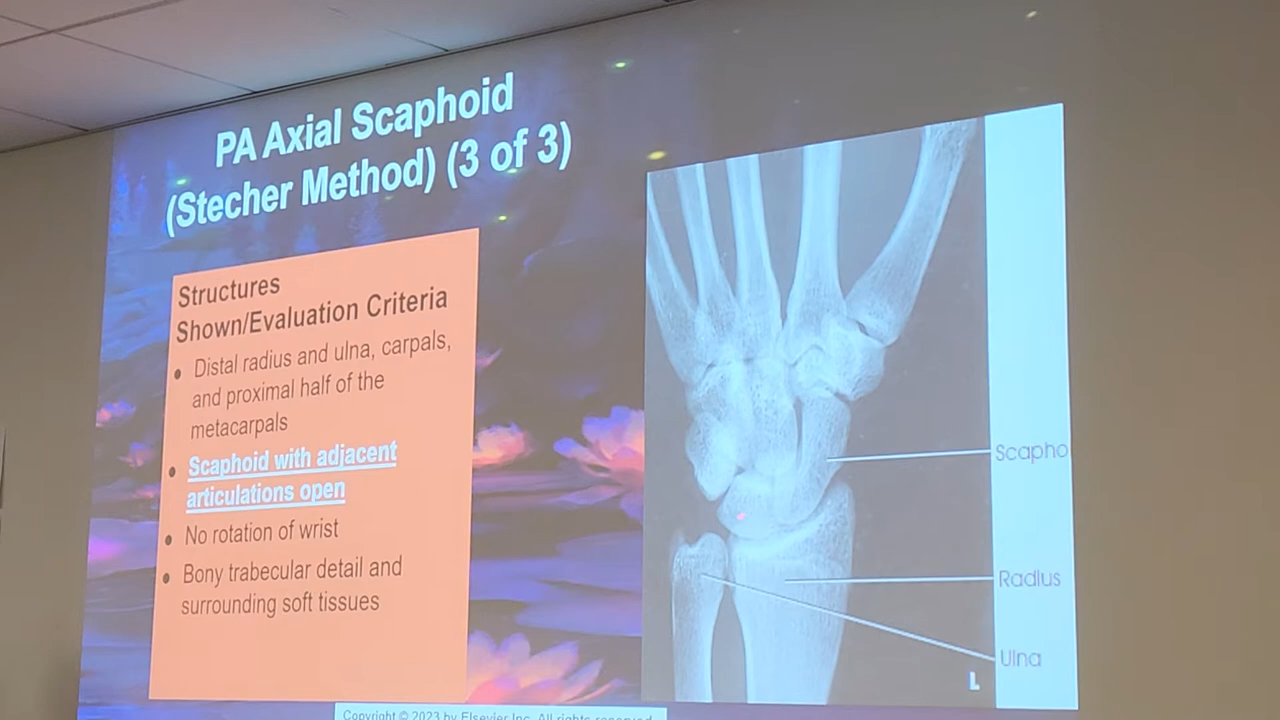 PA Axial Scaphoid
(Stecher Method) (3 of 3)
Structures
Shown/Evaluation Criteria
• Distal radius and ulna, carpals,
and proximal half of the
metacarpals
• Scaphoid with adjacent
articulations open
• No rotation of wrist
• Bony trabecular detail and
surrounding soft tissues
Scapho
Radius
Ulna
L
Copyright © 2023 by Elsevier Inc. All rights reserved.